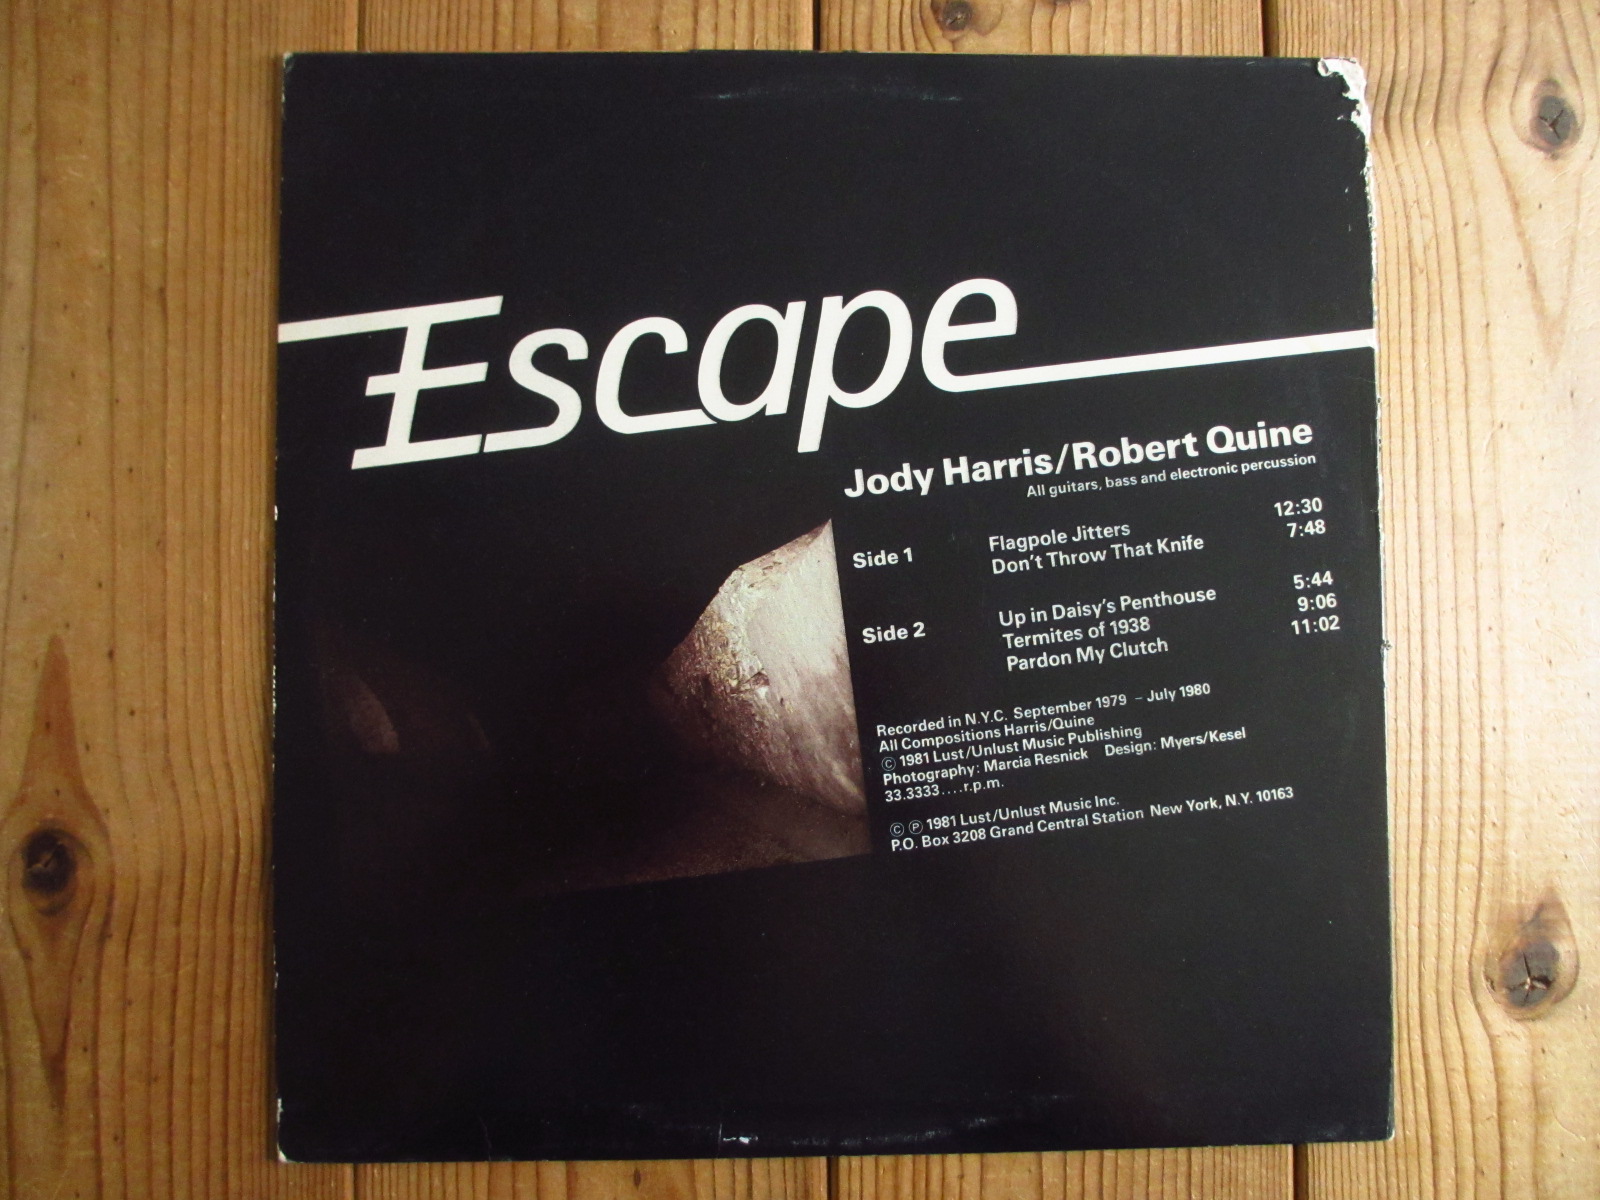 Escape
Jody Harris/Robert Quine
All guitars, bass and electronic percussion
Side 1
Flagpole Jitters 12:30
Don't Throw That Knife 7:48
Side 2
Up in Daisy's Penthouse 5:44
Termites of 1938 9:06
Pardon My Clutch 11:02
Recorded in N.Y.C. September 1979 – July 1980
All Compositions Harris/Quine
© 1981 Lust/Unlust Music Publishing
Photography: Marcia Resnick Design: Myers/Kesel
33.3333....r.p.m.
© ℗ 1981 Lust/Unlust Music Inc.
P.O. Box 3208 Grand Central Station New York, N.Y. 10163